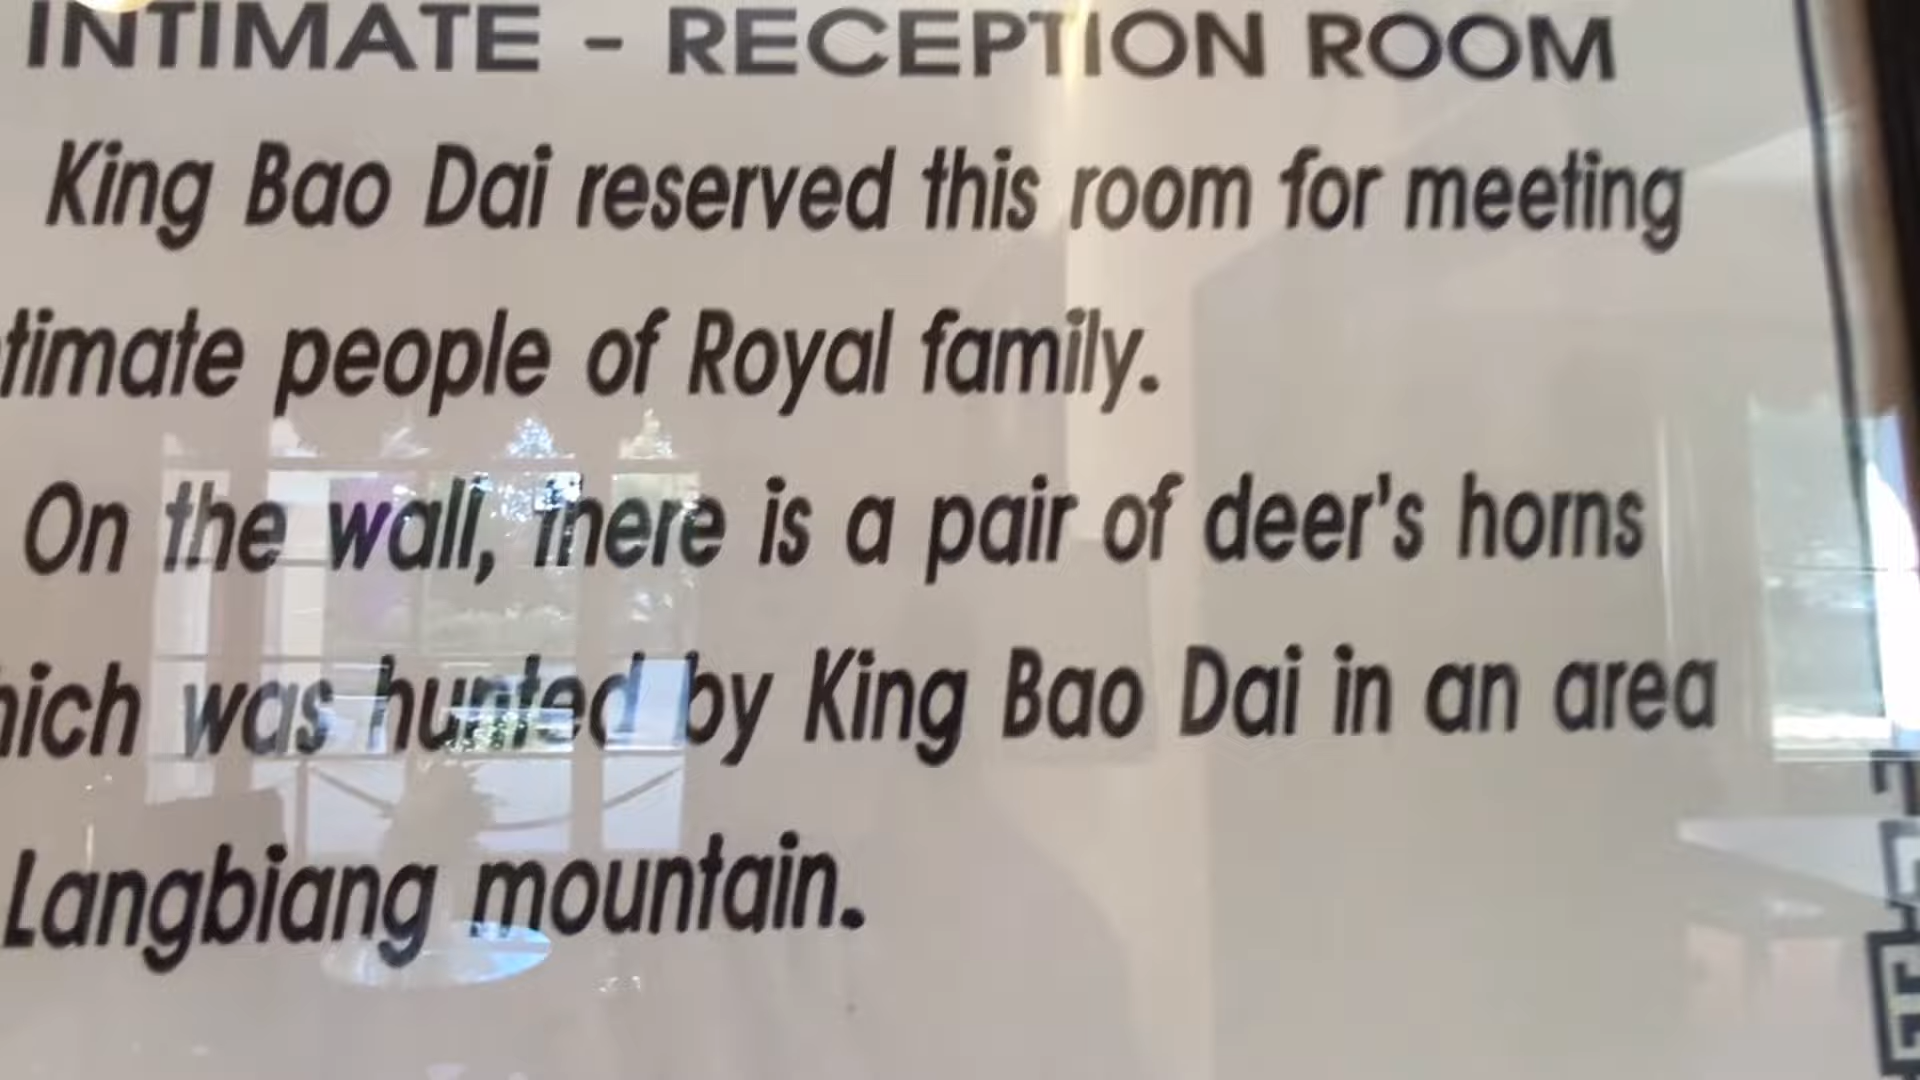 INTIMATE - RECEPTION ROOM
King Bao Dai reserved this room for meeting
timate people of Royal family.
On the wall, there is a pair of deer's horns
hich was hunted by King Bao Dai in an area
Langbiang mountain.